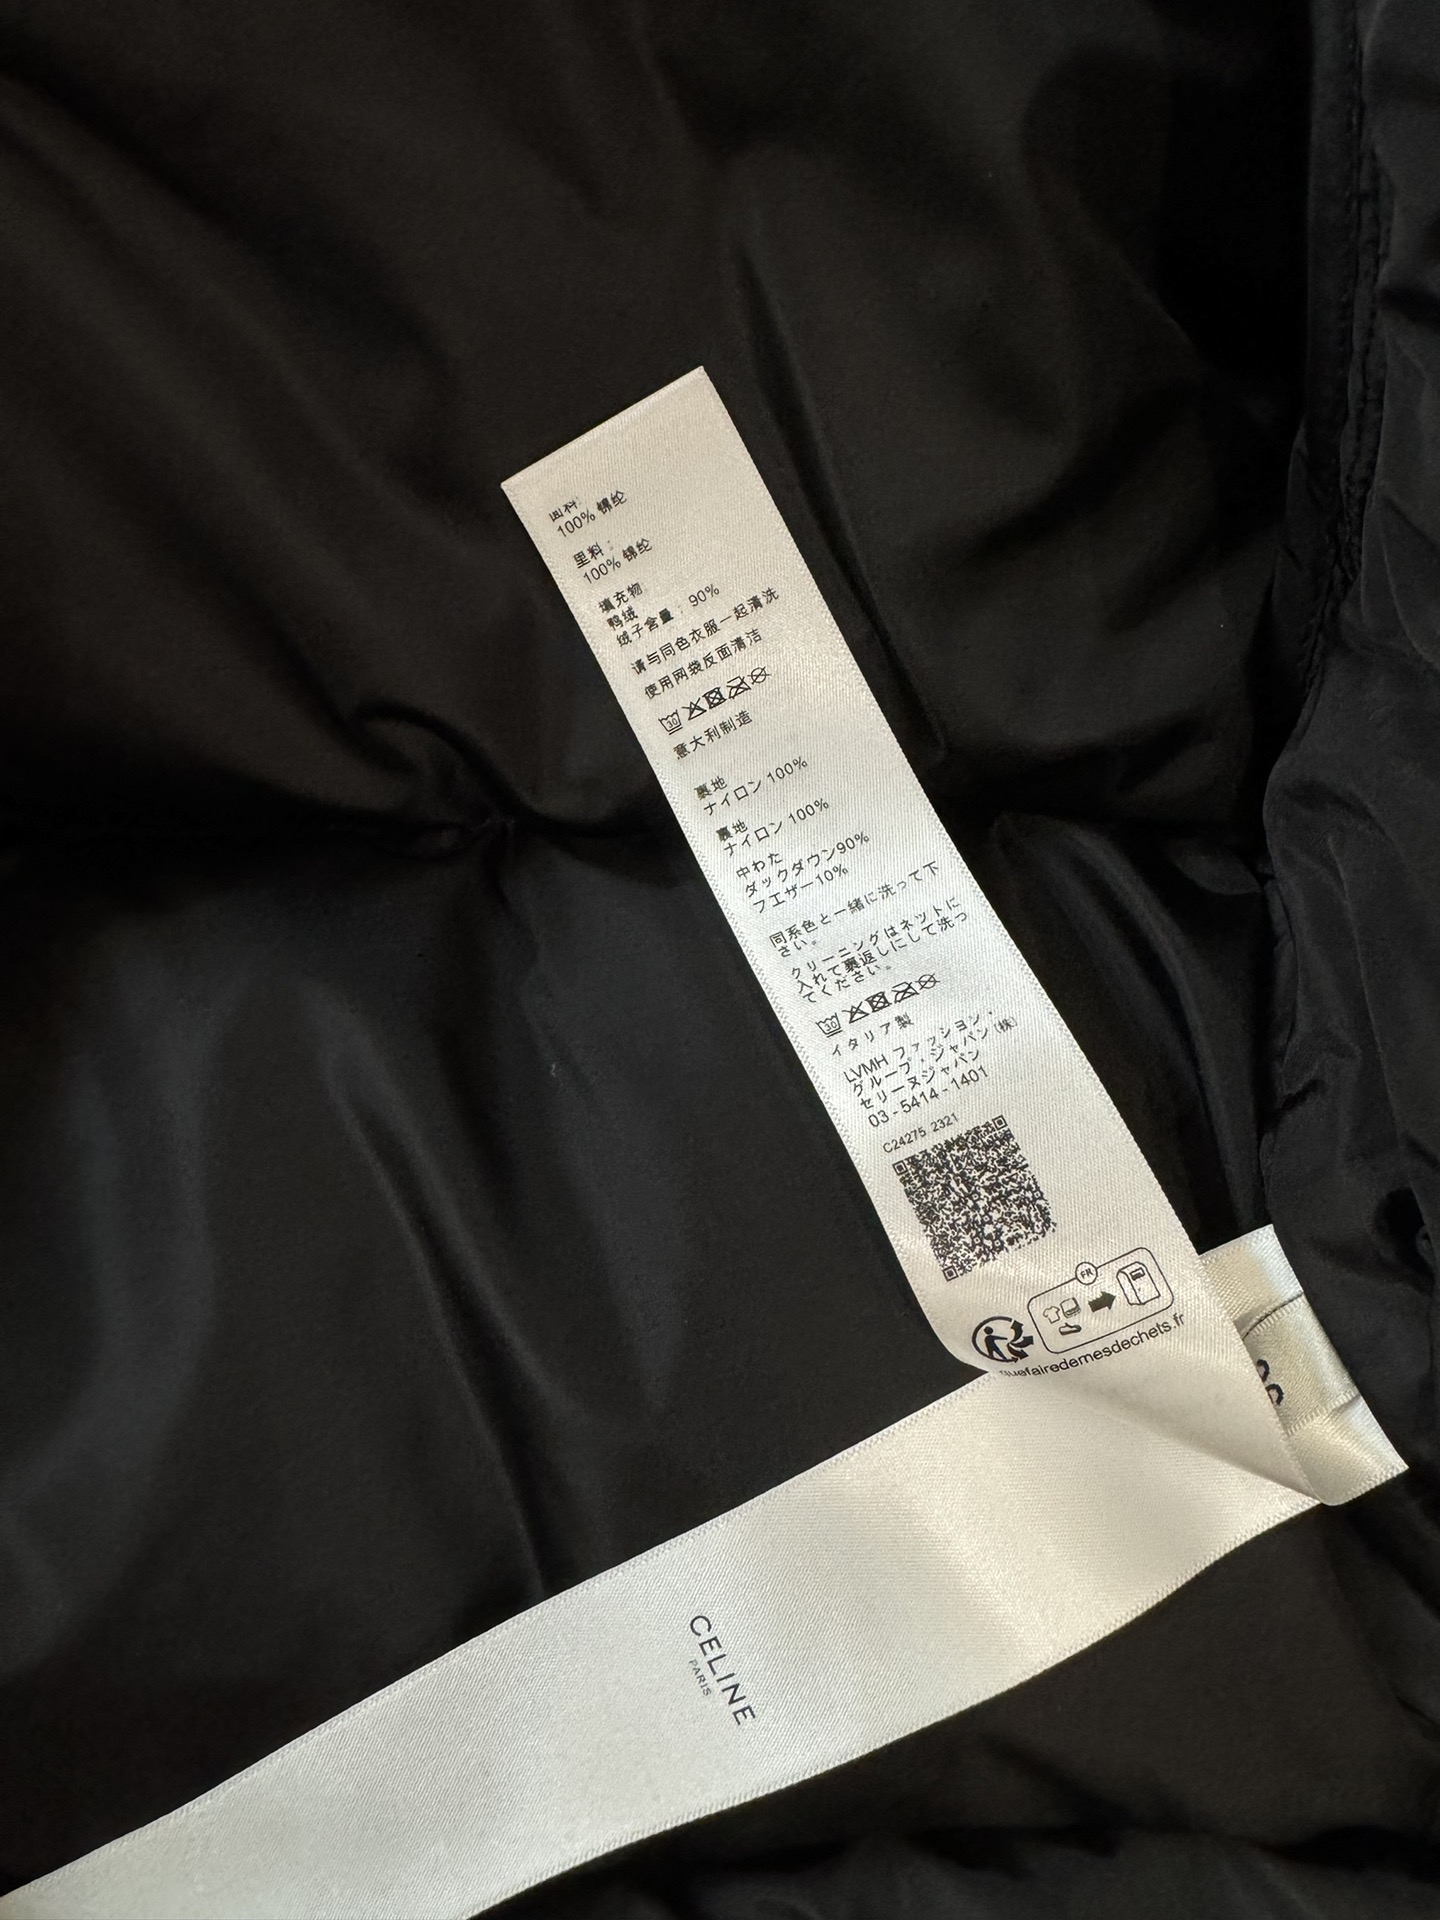 面料:
100% 锦纶
里料:
100% 锦纶
填充物:
鸭绒
绒子含量: 90%
请与同色衣服一起清洗
使用网袋反面清洁
30
意大利制造
裏地
ナイロン 100%
裏地
ナイロン 100%
中わた
ダックダウン90%
フエザー10%
同系色と一緒に洗って下
さい。
クリーニングはネットに
入れて裏返しにして洗っ
てください。
30
イタリア製
LVMH ファッション・
グループ・ジャパン(株)
セリーヌジャパン
03-5414-1401
C24275 2321
FR
quefairedemesdechets.fr
CELINE
PARIS